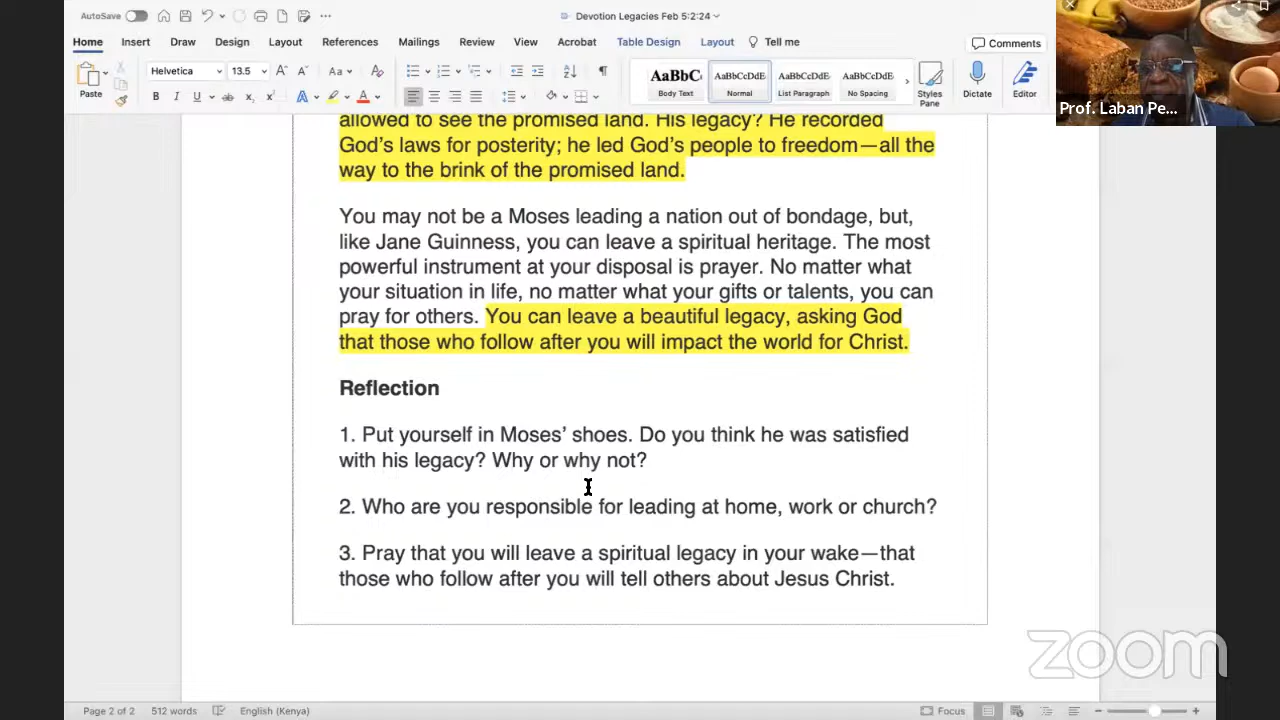 AutoSave
Devotion Legacies Feb 5:2:24
Home Insert Draw Design Layout References Mailings Review View Acrobat Table Design Layout Tell me
Comments
Paste
Helvetica 13.5
AaBbC AaBbCcDdE AaBbCcDdE AaBbCcDdE
Body Text Normal List Paragraph No Spacing
Styles Pane
Dictate
Editor
Prof. Laban Pe...
allowed to see the promised land. His legacy? He recorded
God’s laws for posterity; he led God’s people to freedom—all the
way to the brink of the promised land.
You may not be a Moses leading a nation out of bondage, but,
like Jane Guinness, you can leave a spiritual heritage. The most
powerful instrument at your disposal is prayer. No matter what
your situation in life, no matter what your gifts or talents, you can
pray for others. You can leave a beautiful legacy, asking God
that those who follow after you will impact the world for Christ.
Reflection
1. Put yourself in Moses’ shoes. Do you think he was satisfied
with his legacy? Why or why not?
2. Who are you responsible for leading at home, work or church?
3. Pray that you will leave a spiritual legacy in your wake—that
those who follow after you will tell others about Jesus Christ.
zoom
Page 2 of 2 512 words English (Kenya) Focus